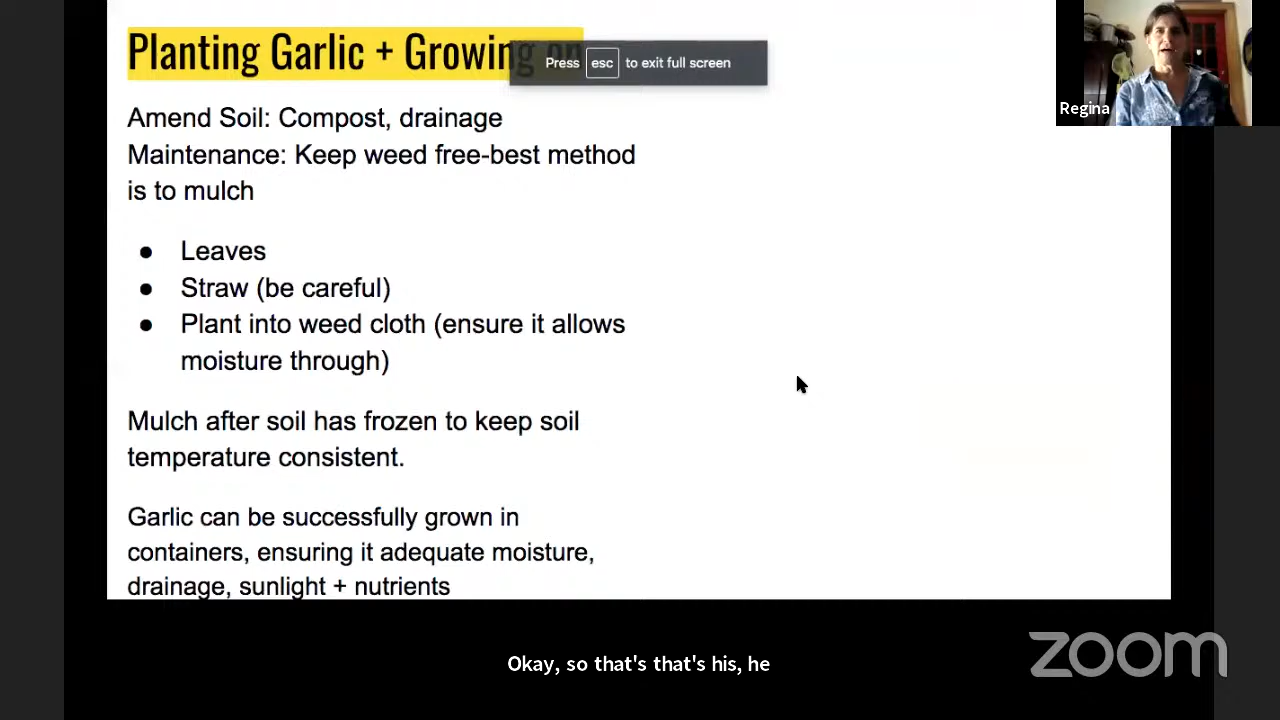 Planting Garlic + Growing on
Press esc to exit full screen
Regina
Amend Soil: Compost, drainage
Maintenance: Keep weed free-best method
is to mulch
● Leaves
● Straw (be careful)
● Plant into weed cloth (ensure it allows
moisture through)
Mulch after soil has frozen to keep soil
temperature consistent.
Garlic can be successfully grown in
containers, ensuring it adequate moisture,
drainage, sunlight + nutrients
Okay, so that's that's his, he
zoom